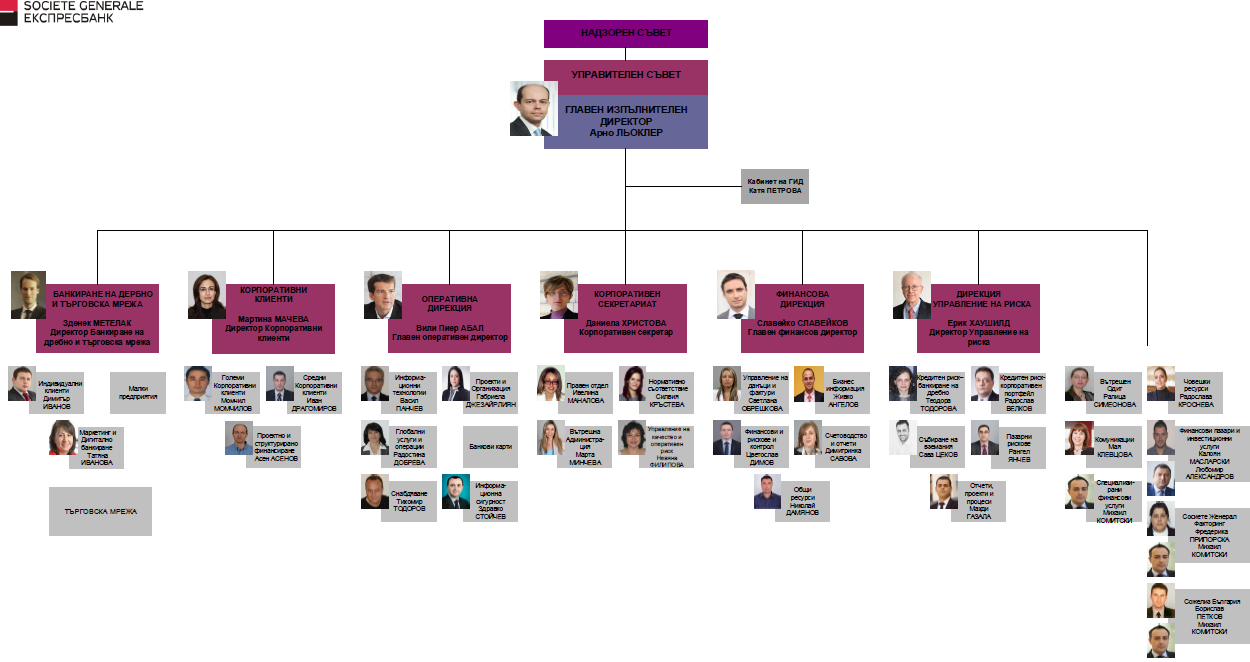 SOCIETE GENERALE
ЕКСПРЕСБАНК
НАДЗОРЕН СЪВЕТ
УПРАВИТЕЛЕН СЪВЕТ
ГЛАВЕН ИЗПЪЛНИТЕЛЕН
ДИРЕКТОР
Арно ЛЬОКЛЕР
Кабинет на ГИД
Катя ПЕТРОВА
БАНКИРАНЕ НА ДЕРБНО
И ТЪРГОВСКА МРЕЖА
Зденек МЕТЕЛАК
Директор Банкиране на
дребно и търговска мрежа
КОРПОРАТИВНИ
КЛИЕНТИ
Мартина МАЧЕВА
Директор Корпоративни
клиенти
ОПЕРАТИВНА
ДИРЕКЦИЯ
Вили Пиер АБАЛ
Главен оперативен директор
КОРПОРАТИВЕН
СЕКРЕТАРИАТ
Даниела ХРИСТОВА
Корпоративен секретар
ФИНАНСОВА
ДИРЕКЦИЯ
Славейко СЛАВЕЙКОВ
Главен финансов директор
ДИРЕКЦИЯ
УПРАВЛЕНИЕ НА РИСКА
Ерик ХАУШИЛД
Директор Управление на
риска
Индивидуални
клиенти
Димитър
ИВАНОВ
Малки
предприятия
Маркетинг и
Дигитално
банкиране
Татяна
ИВАНОВА
ТЪРГОВСКА МРЕЖА
Големи
Корпоративни
клиенти
Момчил
МОМЧИЛОВ
Средни
Корпоративни
клиенти
Иван
ДРАГОМИРОВ
Проектно и
структурирано
финансиране
Асен АСЕНОВ
Информа-
ционни
технологии
Васил
ПАНЧЕВ
Проекти и
Организация
Габриела
ДЖЕЗАЙРЛИЯН
Глобални
услуги и
операции
Радостина
ДОБРЕВА
Банкови карти
Снабдяване
Тихомир
ТОДОРОВ
Информа-
ционна
сигурност
Здравко
СТОЙЧЕВ
Правен отдел
Ивелина
МАНАЛОВА
Нормативно
съответствие
Силвия
КРЪСТЕВА
Вътрешна
Администра-
ция
Марта
МИНЧЕВА
Управления на
качество и
оперативен
риск
Невяна
ФИЛИПОВА
Управление на
данъци и
фактури
Светлана
ОБРЕШКОВА
Бизнес
информация
Живко
АНГЕЛОВ
Финансови и
рискове и
контрол
Цветослав
ДИМОВ
Счетоводство
и отчети
Димитринка
САВОВА
Общи
ресурси
Николай
ДАМЯНОВ
Кредитен риск-
банкиране на
дребно
Теодора
ТОДОРОВА
Кредитен риск-
корпоративен
портфейл
Радослав
ВЕЛКОВ
Събиране на
вземания
Сава ЦЕКОВ
Пазарни
рискове
Рангел
ЯНЧЕВ
Отчети,
проекти и
процеси
Махди
ГАЗАЛА
Вътрешен
Одит
Ралица
СИМЕОНОВА
Човешки
ресурси
Радослава
КРОСНЕВА
Комуникации
Мая
КЛЕВЦОВА
Финансови пазари и
инвестиционни
услуги
Калоян
МАСЛАРСКИ
Любомир
АЛЕКСАНДРОВ
Специализи-
рани
финансови
услуги
Михаил
КОМИТСКИ
Сосиете Женерал
Факторинг
Фредерика
ПРИПОРСКА
Михаил
КОМИТСКИ
Сожелиз България
Борислав
ПЕТКОВ
Михаил
КОМИТСКИ